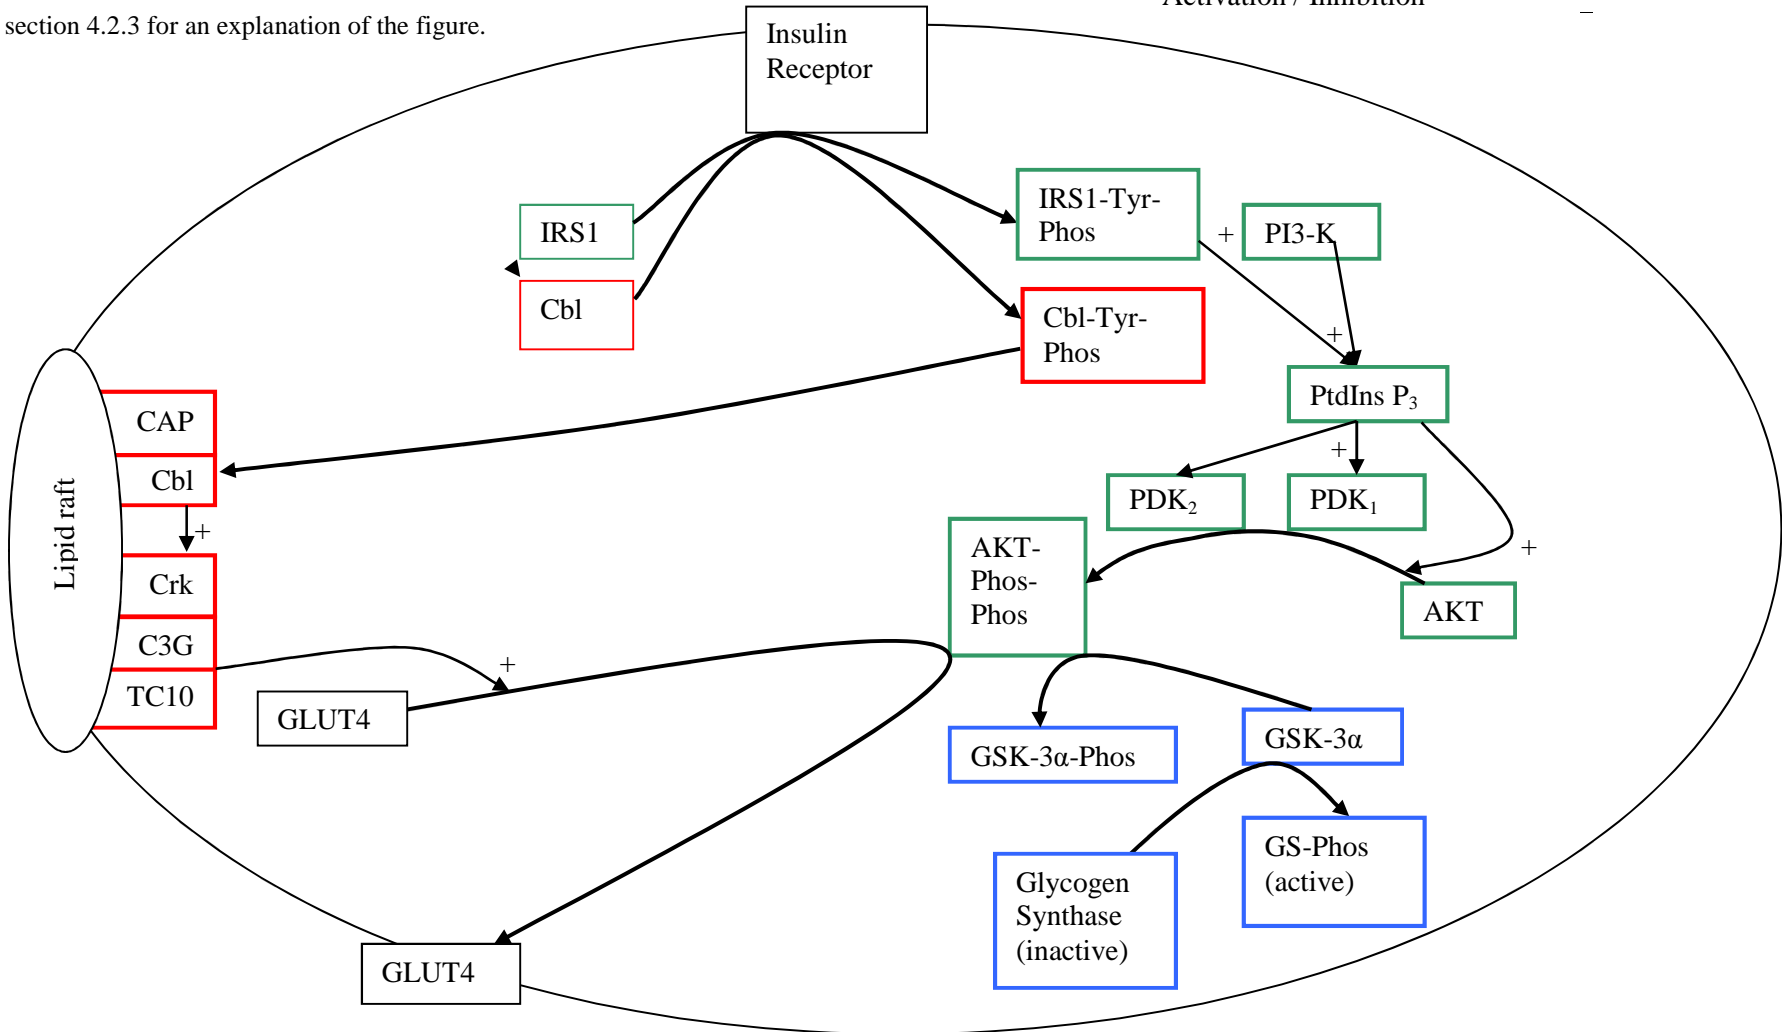 Activation / Inhibition
–
section 4.2.3 for an explanation of the figure.
Insulin
Receptor
IRS1
Cbl
IRS1-Tyr-
Phos
+
PI3-K
Cbl-Tyr-
Phos
+
PtdIns P₃
+
PDK₂
PDK₁
+
AKT
AKT-
Phos-
Phos
Lipid raft
CAP
Cbl
+
Crk
C3G
TC10
+
GLUT4
GSK-3α-Phos
GSK-3α
Glycogen
Synthase
(inactive)
GS-Phos
(active)
GLUT4